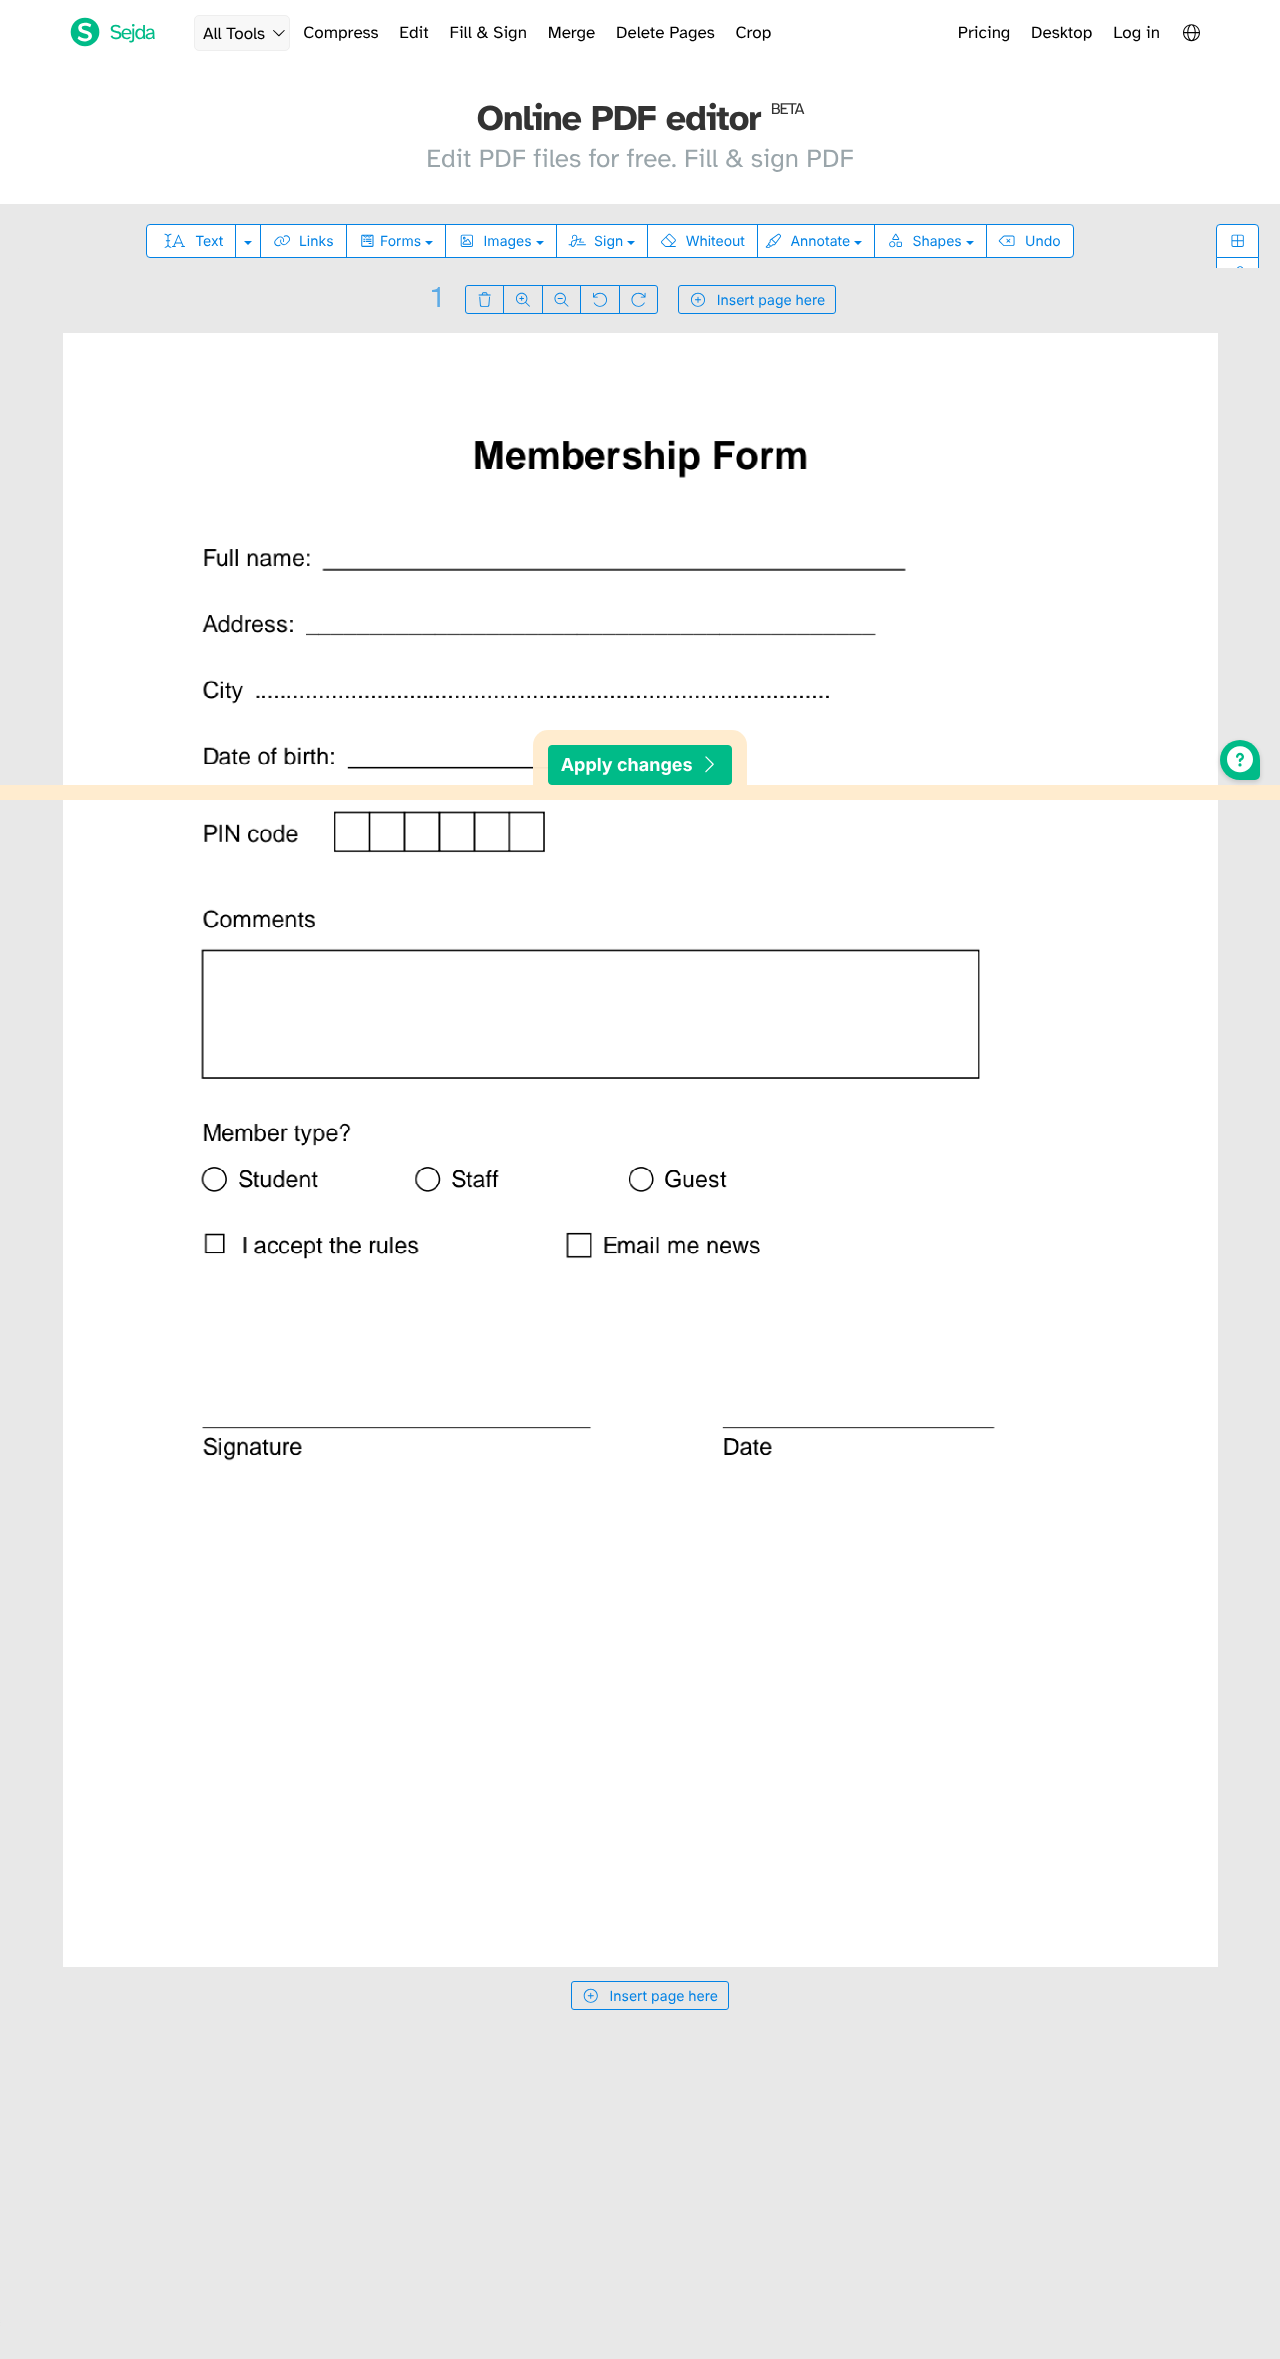 Sejda All Tools Compress Edit Fill & Sign Merge Delete Pages Crop Pricing Desktop Log in
Online PDF editor BETA
Edit PDF files for free. Fill & sign PDF
Text Links Forms Images Sign Whiteout Annotate Shapes Undo
1 Insert page here
Membership Form
Full name:
Address:
City
Date of birth:
Apply changes
PIN code
Comments
Member type?
Student Staff Guest
I accept the rules Email me news
Signature Date
Insert page here